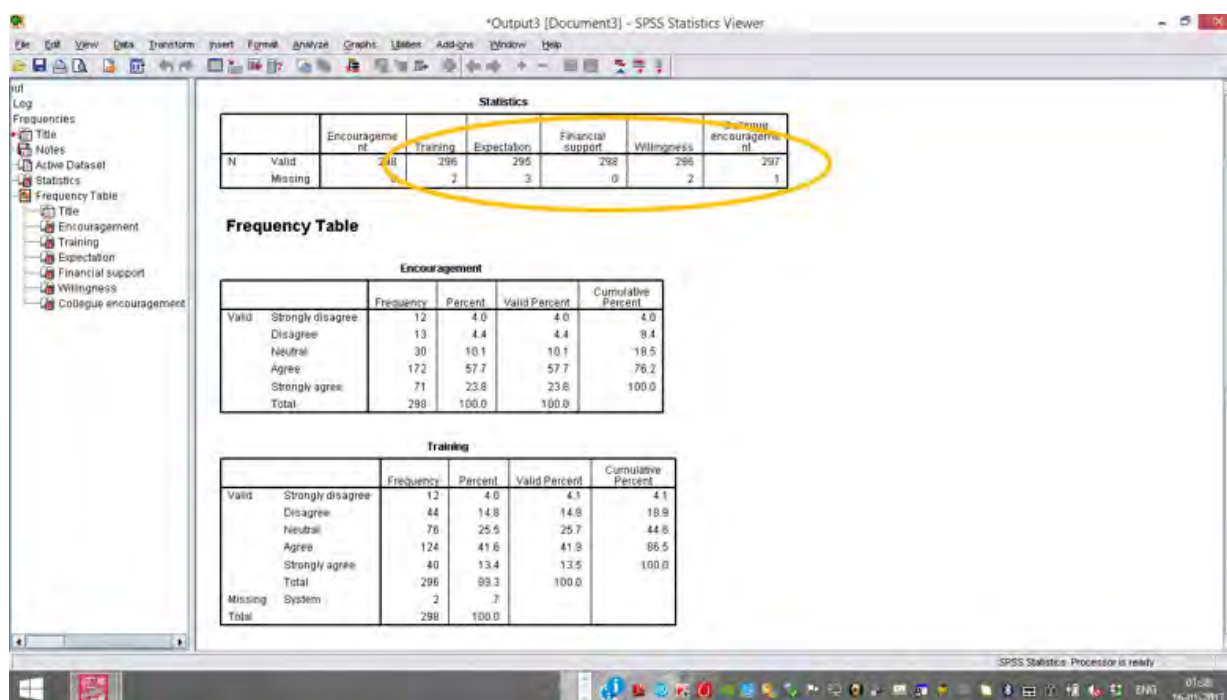 *Output3 [Document3] - SPSS Statistics Viewer
File Edit View Data Transform Insert Format Analyze Graphs Utilities Add-ons Window Help
Log
Frequencies
Title
Notes
Active Dataset
Statistics
Frequency Table
Title
Encouragement
Training
Expectation
Financial support
Willingness
Collegue encouragement
Statistics
Encourageme nt Training Expectation Financial support Willingness Collegue encourageme nt
N Valid 298 296 295 298 296 297
Missing 0 2 3 0 2 1
Frequency Table
Encouragement
Frequency Percent Valid Percent Cumulative Percent
Valid Strongly disagree 12 4.0 4.0 4.0
Disagree 13 4.4 4.4 8.4
Neutral 30 10.1 10.1 18.5
Agree 172 57.7 57.7 76.2
Strongly agree 71 23.8 23.8 100.0
Total 298 100.0 100.0
Training
Frequency Percent Valid Percent Cumulative Percent
Valid Strongly disagree 12 4.0 4.1 4.1
Disagree 44 14.8 14.9 18.9
Neutral 76 25.5 25.7 44.6
Agree 124 41.6 41.9 86.5
Strongly agree 40 13.4 13.5 100.0
Total 296 99.3 100.0
Missing System 2 .7
Total 298 100.0
SPSS Statistics Processor is ready
ENG